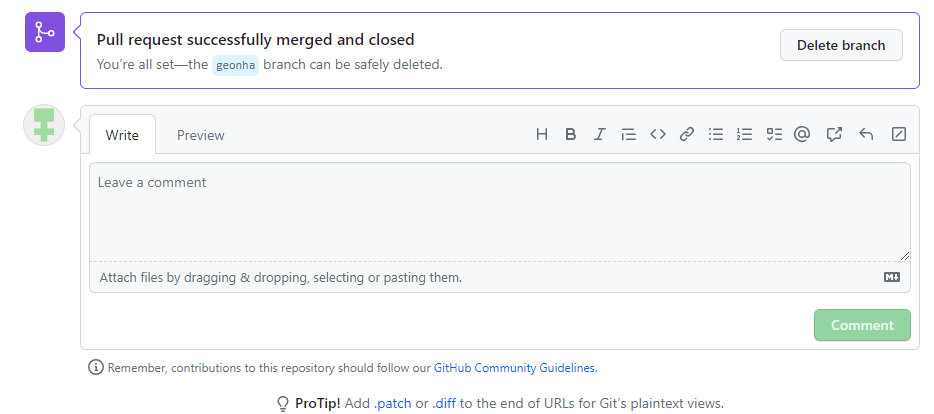 Pull request successfully merged and closed
You're all set—the geonha branch can be safely deleted.
Delete branch
Write
Preview
Leave a comment
Attach files by dragging & dropping, selecting or pasting them.
Comment
Remember, contributions to this repository should follow our GitHub Community Guidelines.
ProTip! Add .patch or .diff to the end of URLs for Git's plaintext views.